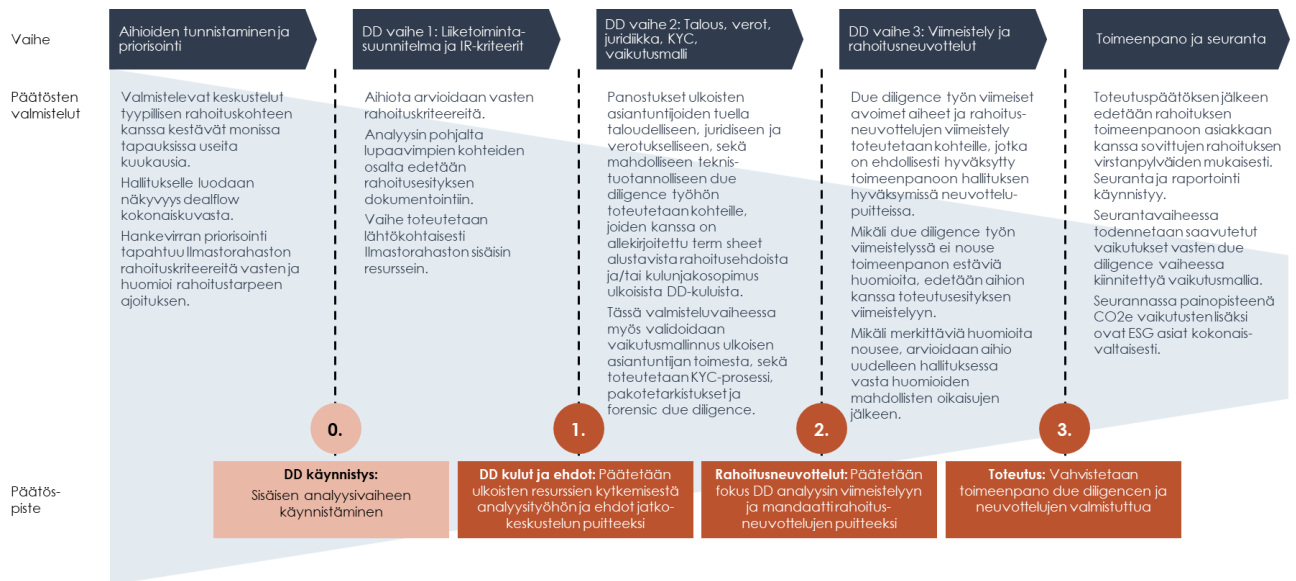 Vaihe
Aihioiden tunnistaminen ja
priorisointi
DD vaihe 1: Liiketoiminta-
suunnitelma ja IR-kriteerit
DD vaihe 2: Talous, verot,
juridiikka, KYC,
vaikutusmalli
DD vaihe 3: Viimeistely ja
rahoitusneuvottelut
Toimeenpano ja seuranta
Päätösten
valmistelut
Valmistelevat keskustelut
tyypillisen rahoituskohteen
kanssa kestävät monissa
tapauksissa useita
kuukausia.
Hallitukselle luodaan
näkyvyys dealflow
kokonaiskuvasta.
Hankevirran priorisointi
tapahtuu Ilmastorahaston
rahoituskriteereitä vasten ja
huomioi rahoitustarpeen
ajoituksen.
Aihiota arvioidaan vasten
rahoituskriteereitä.
Analyysin pohjalta
lupaavimpien kohteiden
osalta edetään
rahoitusesityksen
dokumentointiin.
Vaihe toteutetaan
lähtökohtaisesti
Ilmastorahaston sisäisin
resurssein.
Panostukset ulkoisten
asiantuntijoiden tuella
taloudelliseen, juridiseen ja
verotukselliseen, sekä
mahdolliseen teknis-
tuotannolliseen due
diligence työhön
toteutetaan kohteille,
joiden kanssa on
allekirjoitettu term sheet
alustavista rahoitusehdoista
ja/tai kulunjakosopimus
ulkoisista DD-kuluista.
Tässä valmisteluvaiheessa
myös validoidaan
vaikutusmallinnus ulkoisen
asiantuntijan toimesta, sekä
toteutetaan KYC-prosessi,
pakotetarkistukset ja
forensic due diligence.
Due diligence työn viimeiset
avoimet aiheet ja rahoitus-
neuvottelujen viimeistely
toteutetaan kohteille, jotka
on ehdollisesti hyväksytty
toimeenpanoon hallituksen
hyväksymissä neuvottelu-
puitteissa.
Mikäli due diligence työn
viimeistelyssä ei nouse
toimeenpanon estäviä
huomioita, edetään aihion
kanssa toteutusesityksen
viimeistelyyn.
Mikäli merkittäviä huomioita
nousee, arvioidaan aihio
uudelleen hallituksessa
vasta huomioiden
mahdollisten oikaisujen
jälkeen.
Toteutuspäätöksen jälkeen
edetään rahoituksen
toimeenpanoon asiakkaan
kanssa sovittujen rahoituksen
virstanpylväiden mukaisesti.
Seuranta ja raportointi
käynnistyy.
Seurantavaiheessa
todennetaan saavutetut
vaikutukset vasten due
diligence vaiheessa
kiinnitettyä vaikutusmallia.
Seurannassa painopisteenä
CO2e vaikutusten lisäksi
ovat ESG asiat kokonais-
valtaisesti.
0.
1.
2.
3.
Päätös-
piste
DD käynnistys:
Sisäisen analyysivaiheen
käynnistäminen
DD kulut ja ehdot: Päätetään
ulkoisten resurssien kytkemisestä
analyysityöhön ja ehdot jatko-
keskustelun puitteeksi
Rahoitusneuvottelut: Päätetään
fokus DD analyysin viimeistelyyn
ja mandaatti rahoitus-
neuvottelujen puitteeksi
Toteutus: Vahvistetaan
toimeenpano due diligencen ja
neuvottelujen valmistuttua